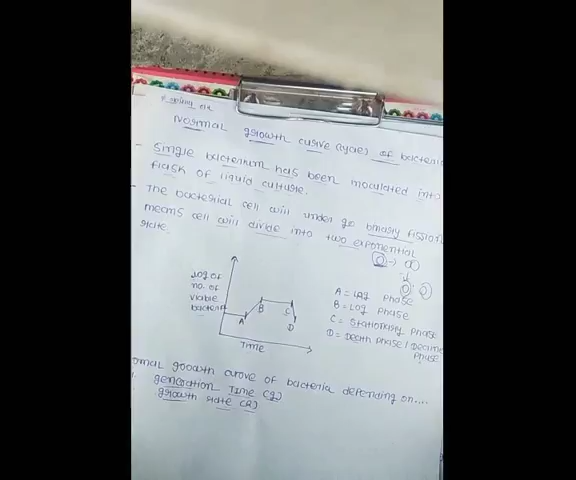 Normal growth curve (cycle) of bacteria
- Single bacterium has been inoculated into
flask of liquid culture.
- The bacterial cell will under go binary fission
means cell will divide into two exponential
state.
Log of
no. of
viable
bacteria
A
B
C
D
TIME
A = Lag phase
B = Log phase
C = Stationary phase
D = Death phase / Decline
phase
growth curve of bacteria depending on....
generation Time (g)
growth rate (R)